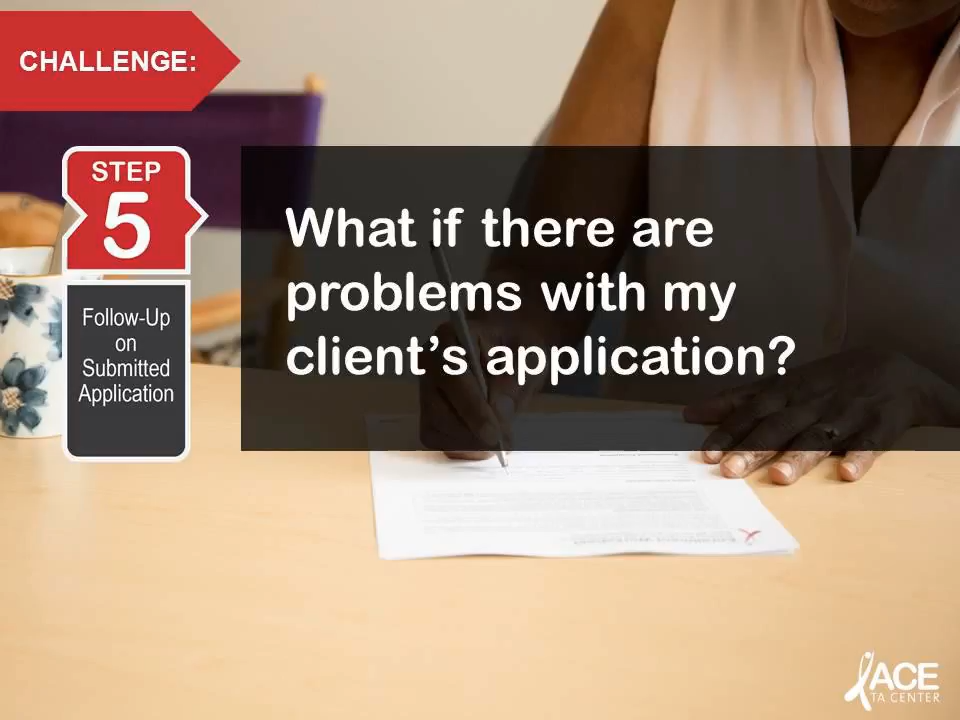 CHALLENGE:
STEP
5
Follow-Up
on
Submitted
Application
What if there are
problems with my
client’s application?
ACE
TA CENTER